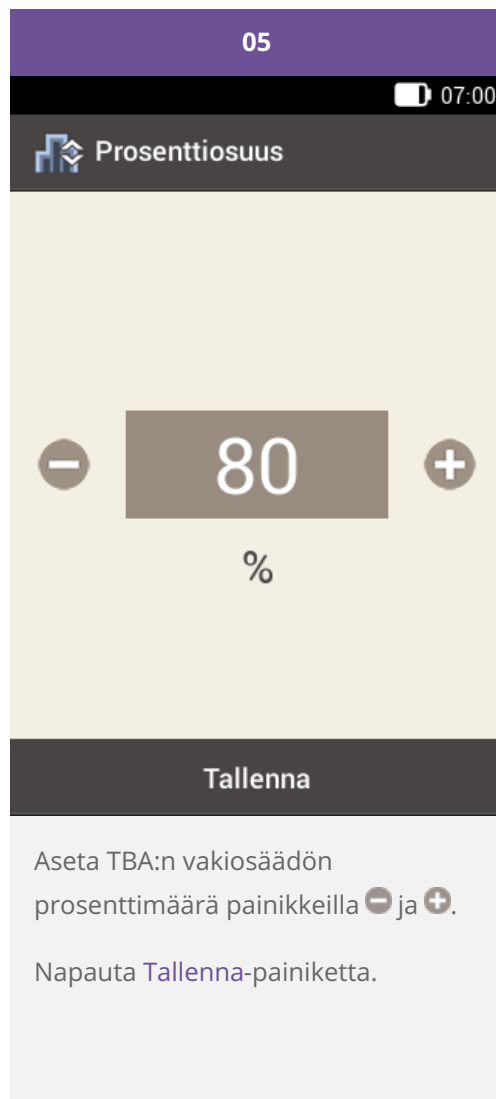 05
07:00
Prosenttiosuus
80
%
Tallenna
Aseta TBA:n vakiosäädön
prosenttimäärä painikkeilla ja .
Napauta Tallenna-painiketta.